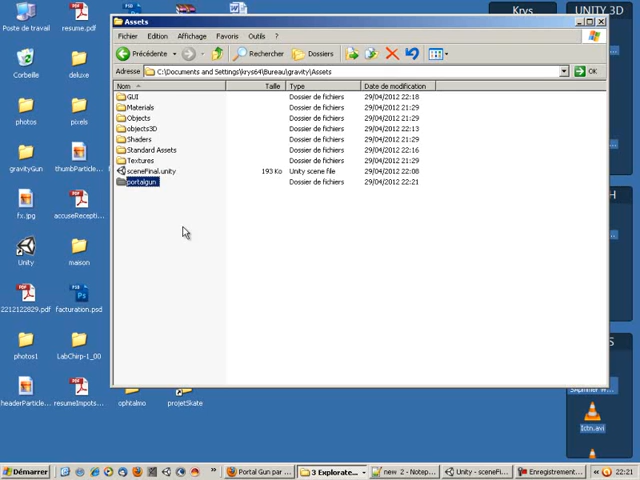 Poste de travail
resume.pdf
Krys
UNITY 3D
Corbeille
deluxe
photos
pixels
gravityGun
thumbParticle...
fx.jpg
accuseRecepti...
Unity
maison
2212122829.pdf
facturation.psd
photos1
LabChirp-1_00
headerParticle...
resumeImpots...
ophtalmo
projetSkate
lctn.avi
Assets
Fichier Edition Affichage Favoris Outils ?
Précédente Rechercher Dossiers
Adresse C:\Documents and Settings\krys64\Bureau\gravity\Assets OK
Nom Taille Type Date de modification
GUI Dossier de fichiers 29/04/2012 22:18
Materials Dossier de fichiers 29/04/2012 21:29
Objects Dossier de fichiers 29/04/2012 21:29
objects3D Dossier de fichiers 29/04/2012 22:13
Shaders Dossier de fichiers 29/04/2012 21:29
Standard Assets Dossier de fichiers 29/04/2012 22:16
Textures Dossier de fichiers 29/04/2012 21:29
sceneFinal.unity 193 Ko Unity scene file 29/04/2012 22:08
portalgun Dossier de fichiers 29/04/2012 22:21
Démarrer » Portal Gun par ... 3 Explorate... new 2 - Notep... Unity - sceneFi... Enregistrement... 22:21